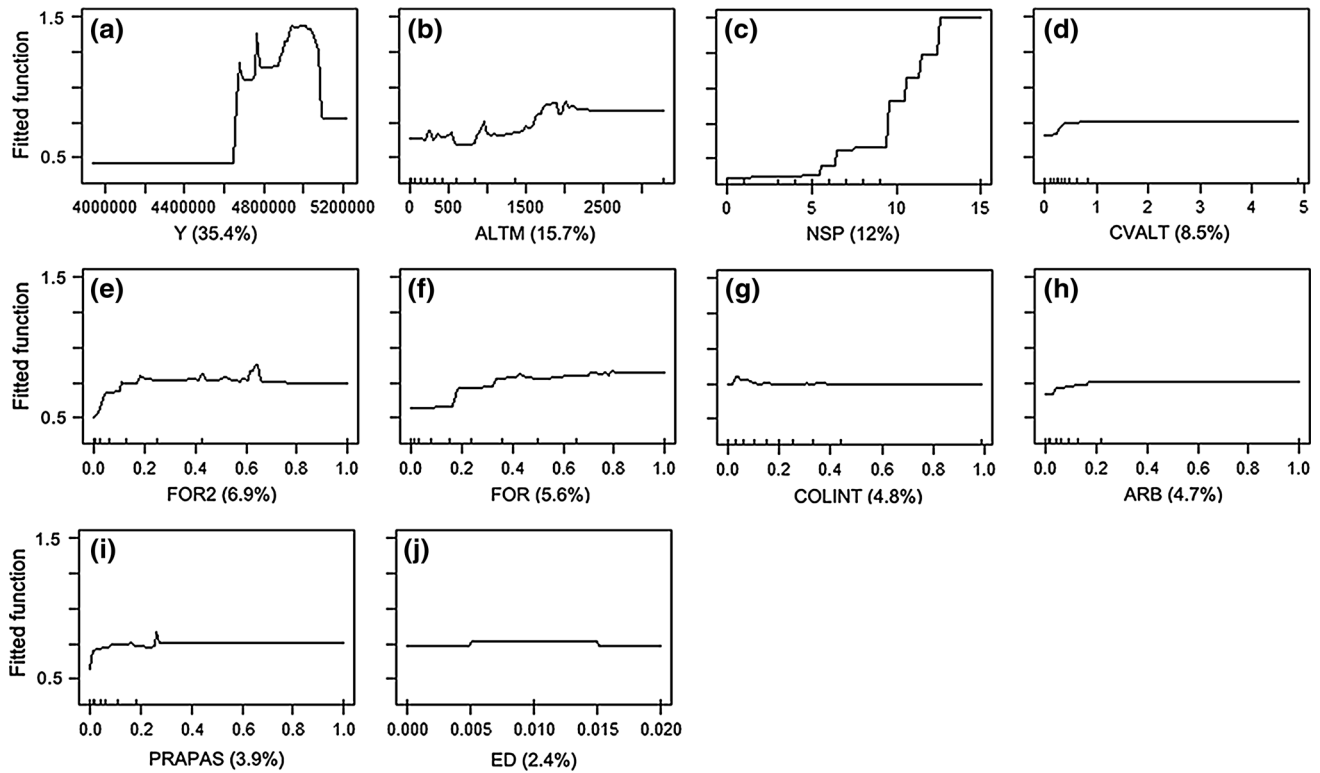 1.5 (a) (b) (c) (d)
Fitted function
0.5
4000000 4400000 4800000 5200000 0 500 1500 2500 0 5 10 15 0 1 2 3 4 5
Y (35.4%) ALTM (15.7%) NSP (12%) CVALT (8.5%)
1.5 (e) (f) (g) (h)
Fitted function
0.5
0.0 0.2 0.4 0.6 0.8 1.0 0.0 0.2 0.4 0.6 0.8 1.0 0.0 0.2 0.4 0.6 0.8 1.0 0.0 0.2 0.4 0.6 0.8 1.0
FOR2 (6.9%) FOR (5.6%) COLINT (4.8%) ARB (4.7%)
1.5 (i) (j)
Fitted function
0.5
0.0 0.2 0.4 0.6 0.8 1.0 0.000 0.005 0.010 0.015 0.020
PRAPAS (3.9%) ED (2.4%)